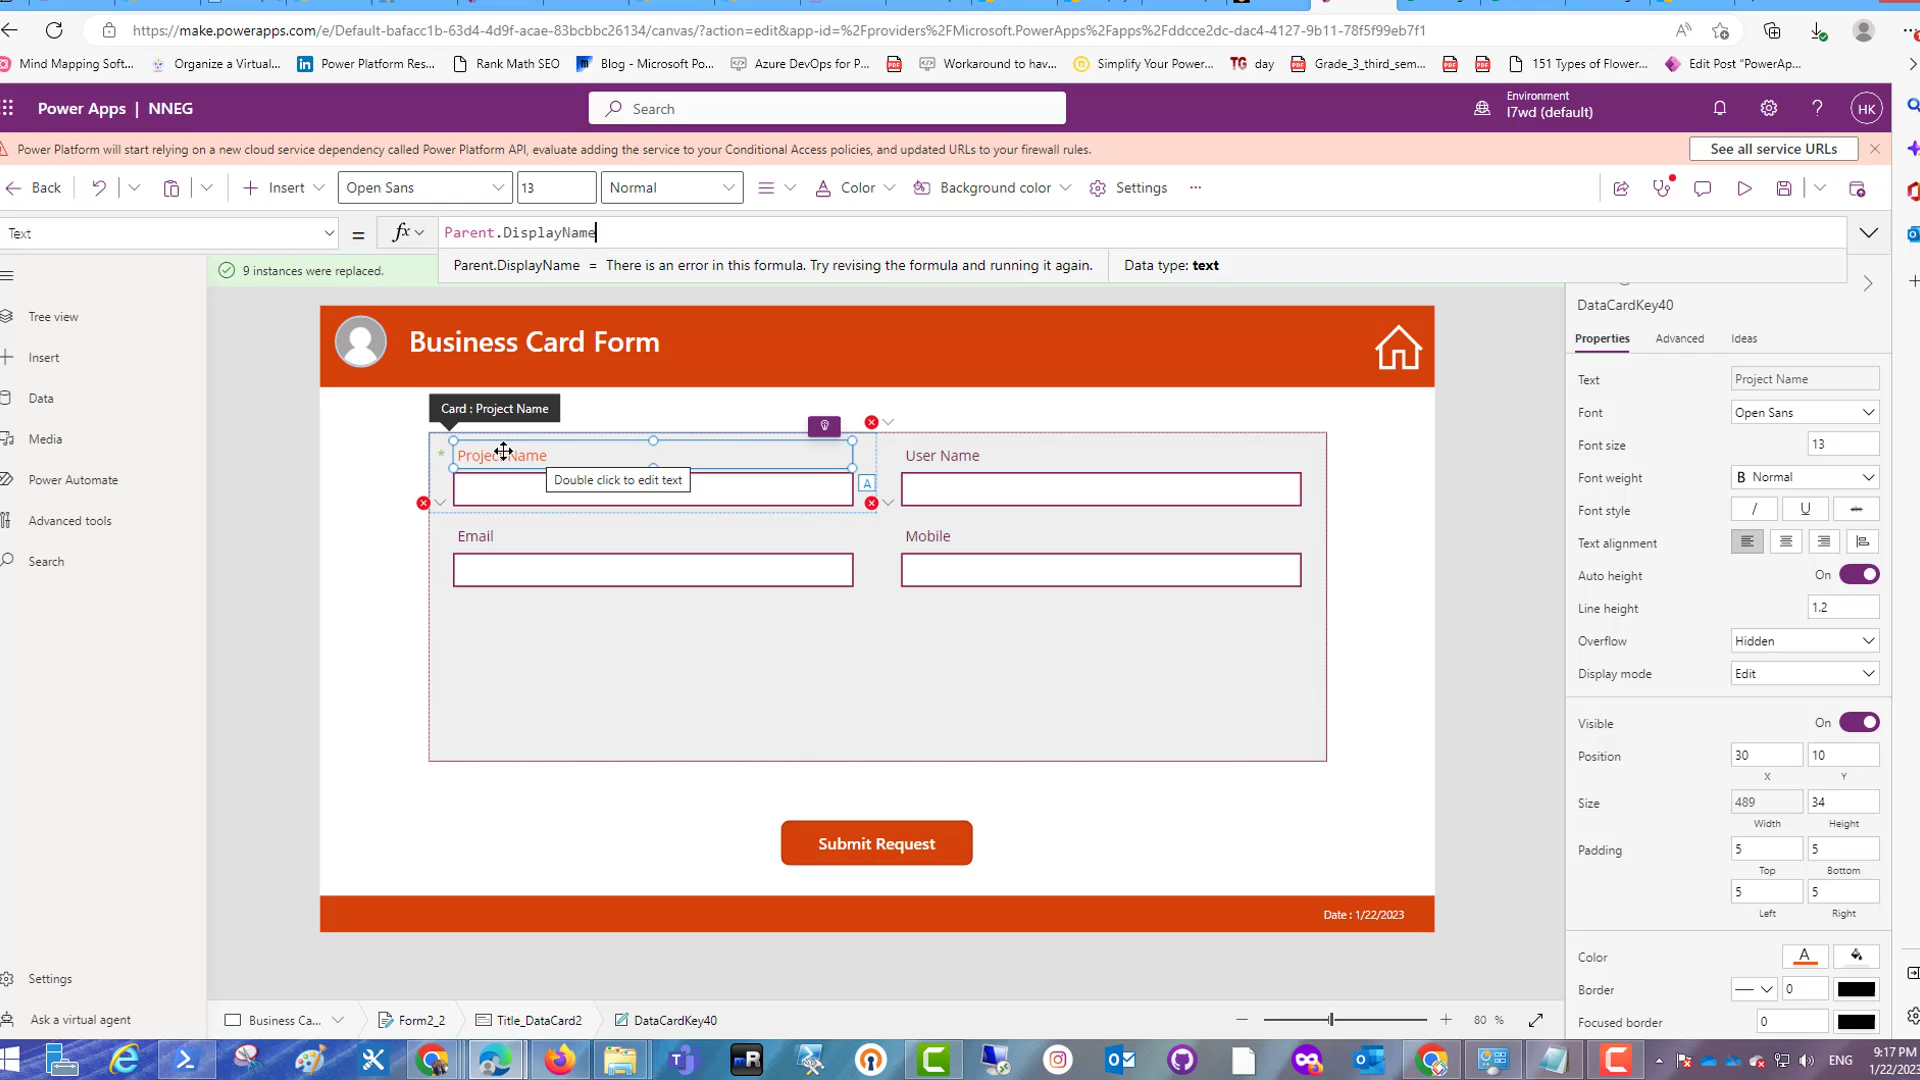 https://make.powerapps.com/e/Default-bafacc1b-63d4-4d9f-acae-83bcbbc26134/canvas/?action=edit&app-id=%2Fproviders%2FMicrosoft.PowerApps%2Fapps%2Fddcce2dc-dac4-4127-9b11-78f5f99eb7f1
Mind Mapping Soft...
Organize a Virtual...
Power Platform Res...
Rank Math SEO
Blog - Microsoft Po...
Azure DevOps for P...
Workaround to hav...
Simplify Your Power...
TG day
Grade_3_third_sem...
151 Types of Flower...
Edit Post "PowerAp...
Power Apps | NNEG
Search
Environment
I7wd (default)
HK
Power Platform will start relying on a new cloud service dependency called Power Platform API, evaluate adding the service to your Conditional Access policies, and updated URLs to your firewall rules.
See all service URLs
Back
Insert
Open Sans
13
Normal
Color
Background color
Settings
Text
= fx
Parent.DisplayName
Parent.DisplayName = There is an error in this formula. Try revising the formula and running it again.
Data type: text
9 instances were replaced.
Tree view
Insert
Data
Media
Power Automate
Advanced tools
Search
Settings
Ask a virtual agent
Business Card Form
Card : Project Name
* Project Name
Double click to edit text
A
User Name
Email
Mobile
Submit Request
Date : 1/22/2023
DataCardKey40
Properties
Advanced
Ideas
Text
Project Name
Font
Open Sans
Font size
13
Font weight
B Normal
Font style
/ U abc
Text alignment
Auto height
On
Line height
1.2
Overflow
Hidden
Display mode
Edit
Visible
On
Position
30
10
X
Y
Size
489
34
Width
Height
Padding
5
5
Top
Bottom
5
5
Left
Right
Color
A
Border
0
Focused border
0
Business Ca...
Form2_2
Title_DataCard2
DataCardKey40
80 %
mR
ENG
9:17 PM
1/22/2023